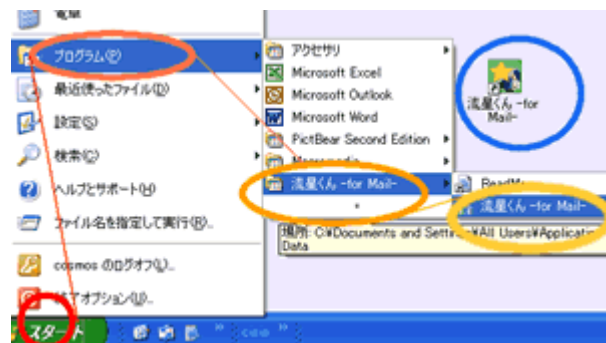 電卓
プログラム(P)
最近使ったファイル(D)
設定(S)
検索(C)
ヘルプとサポート(H)
ファイル名を指定して実行(R)...
cosmos のログオフ(L)...
終了オプション(U)...
スタート
アクセサリ
Microsoft Excel
Microsoft Outlook
Microsoft Word
PictBear Second Edition
Macromedia
流星くん -for Mail-
ReadMe
流星くん -for Mail-
場所: C:¥Documents and Settings¥All Users¥Applicatio
Data
流星くん -for
Mail-